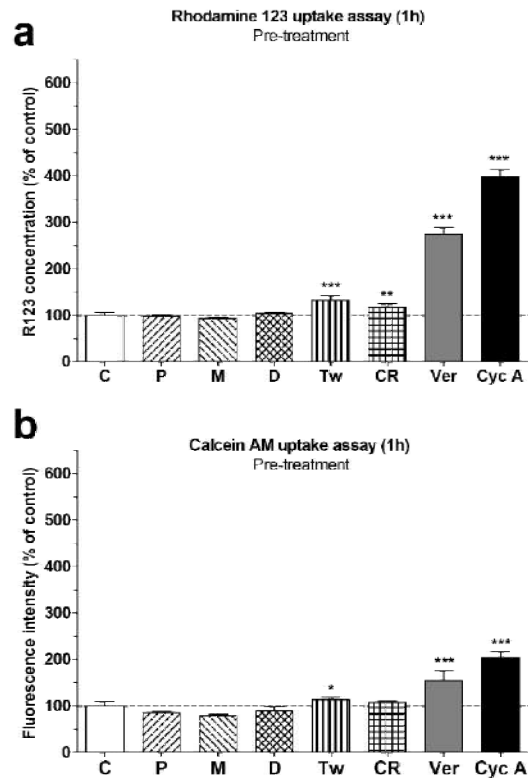 a
Rhodamine 123 uptake assay (1h)
Pre-treatment
R123 concentration (% of control)
600
500
400
300
200
100
0
***
**
***
***
C P M D Tw CR Ver Cyc A
b
Calcein AM uptake assay (1h)
Pre-treatment
Fluorescence intensity (% of control)
600
500
400
300
200
100
0
*
***
***
C P M D Tw CR Ver Cyc A